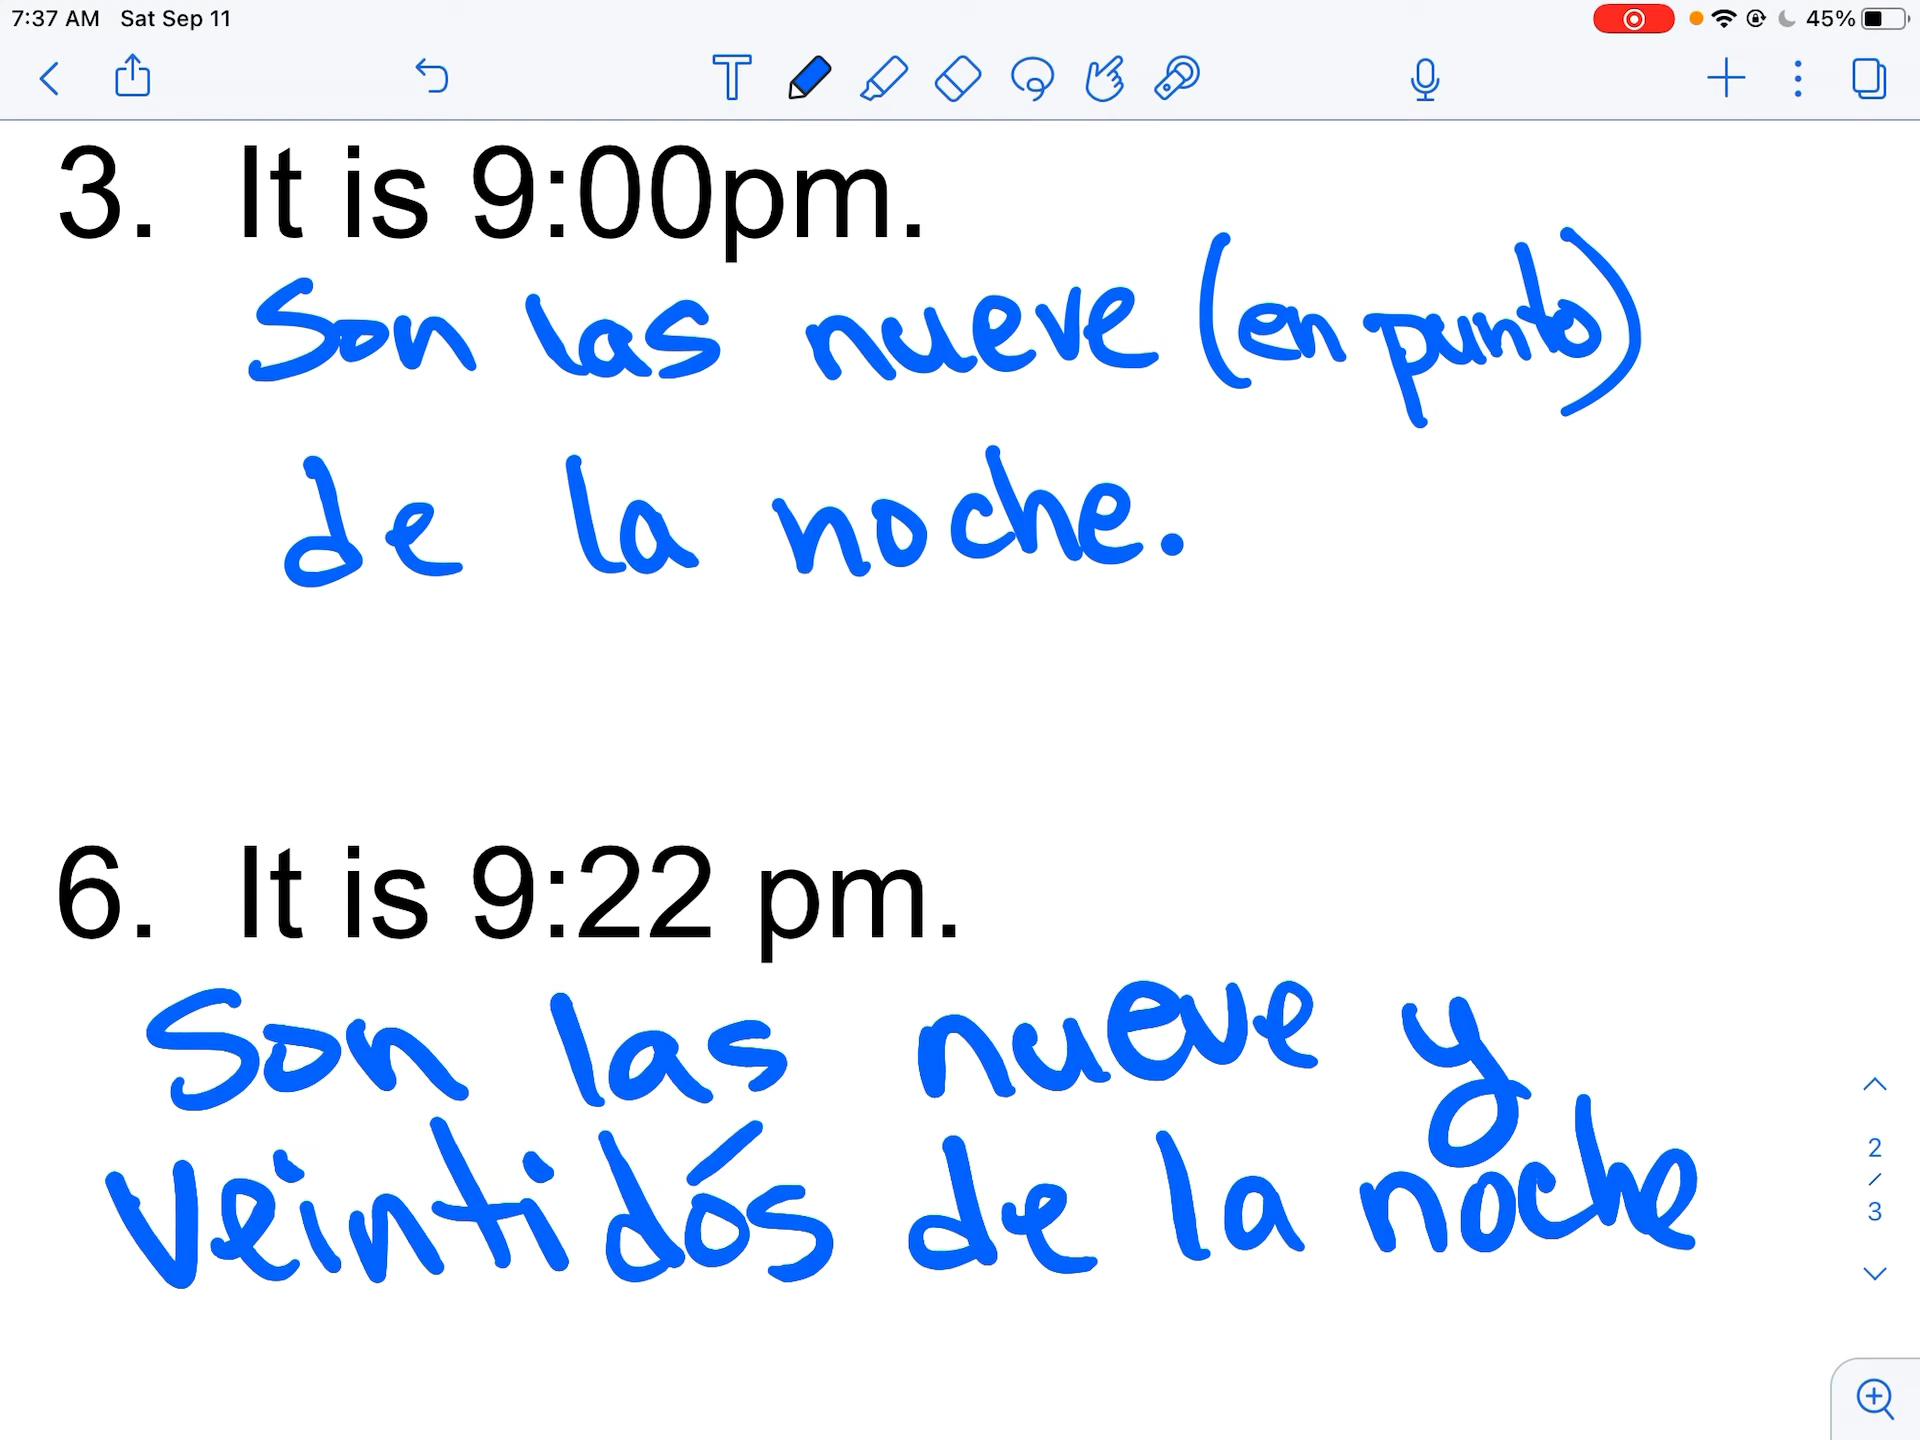 7:37 AM Sat Sep 11 45%
T
3. It is 9:00pm.
Son las nueve (en punto)
de la noche.
6. It is 9:22 pm.
Son las nueve y
veintidós de la noche
2
/
3